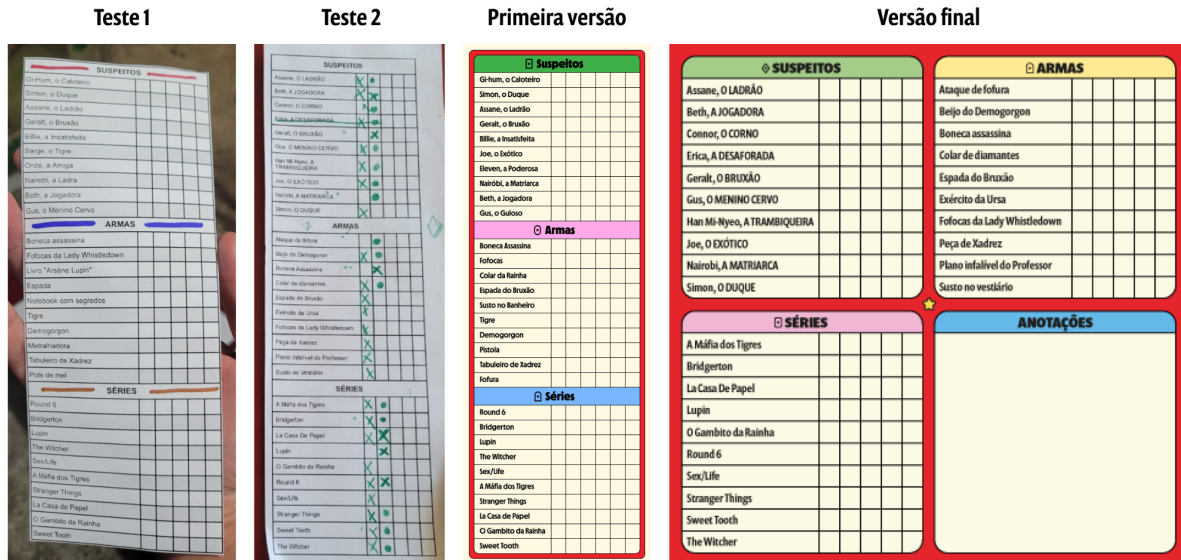 Teste 1
SUSPEITOS
Gi-Hum, o Caloteiro
Simon, o Duque
Assane, o Ladrão
Geralt, o Bruxão
Billie, a Insatisfeita
Sarge, o Tigre
Onze, a Amiga
Nairobi, a Ladra
Beth, a Jogadora
Gus, o Menino Cervo
ARMAS
Boneca assassina
Fofocas da Lady Whistledown
Livro "Arsène Lupin"
Espada
Notebook com segredos
Tigre
Demogorgon
Metralhadora
Tabuleiro de Xadrez
Pote de mel
SÉRIES
Round 6
Bridgerton
Lupin
The Witcher
Sex/Life
A Máfia dos Tigres
Stranger Things
La Casa de Papel
O Gambito da Rainha
Sweet Tooth
Teste 2
SUSPEITOS
Assane, O LADRÃO
Beth, A JOGADORA
Connor, O CORNO
Erica, A DESAFORADA
Geralt, O BRUXÃO
Gus, O MENINO CERVO
Han Mi-Nyeo, A
TRAMBIQUEIRA
Joe, O EXÓTICO
Nairobi, A MATRIARCA
Simon, O DUQUE
ARMAS
Ataque de fofura
Beijo do Demogorgon
Boneca Assassina
Colar de diamantes
Espada do Bruxão
Exército da Ursa
Fofocas da Lady Whistledown
Peça de Xadrez
Plano Infalível do Professor
Susto no Vestiário
SÉRIES
A Máfia dos Tigres
Bridgerton
La Casa De Papel
Lupin
O Gambito da Rainha
Round 6
Sex/Life
Stranger Things
Sweet Tooth
The Witcher
Primeira versão
Suspeitos
Gi-hum, o Caloteiro
Simon, o Duque
Assane, o Ladrão
Geralt, o Bruxão
Billie, a Insatisfeita
Joe, o Exótico
Eleven, a Poderosa
Nairóbi, a Matriarca
Beth, a Jogadora
Gus, o Guloso
Armas
Boneca Assassina
Fofocas
Colar da Rainha
Espada do Bruxão
Susto no Banheiro
Tigre
Demogorgon
Pistola
Tabuleiro de Xadrez
Fofura
Séries
Round 6
Bridgerton
Lupin
The Witcher
Sex/Life
A Máfia dos Tigres
Stranger Things
La Casa de Papel
O Gambito da Rainha
Sweet Tooth
Versão final
SUSPEITOS
Assane, O LADRÃO
Beth, A JOGADORA
Connor, O CORNO
Erica, A DESAFORADA
Geralt, O BRUXÃO
Gus, O MENINO CERVO
Han Mi-Nyeo, A TRAMBIQUEIRA
Joe, O EXÓTICO
Nairobi, A MATRIARCA
Simon, O DUQUE
ARMAS
Ataque de fofura
Beijo do Demogorgon
Boneca assassina
Colar de diamantes
Espada do Bruxão
Exército da Ursa
Fofocas da Lady Whistledown
Peça de Xadrez
Plano infalível do Professor
Susto no vestiário
SÉRIES
A Máfia dos Tigres
Bridgerton
La Casa De Papel
Lupin
O Gambito da Rainha
Round 6
Sex/Life
Stranger Things
Sweet Tooth
The Witcher
ANOTAÇÕES